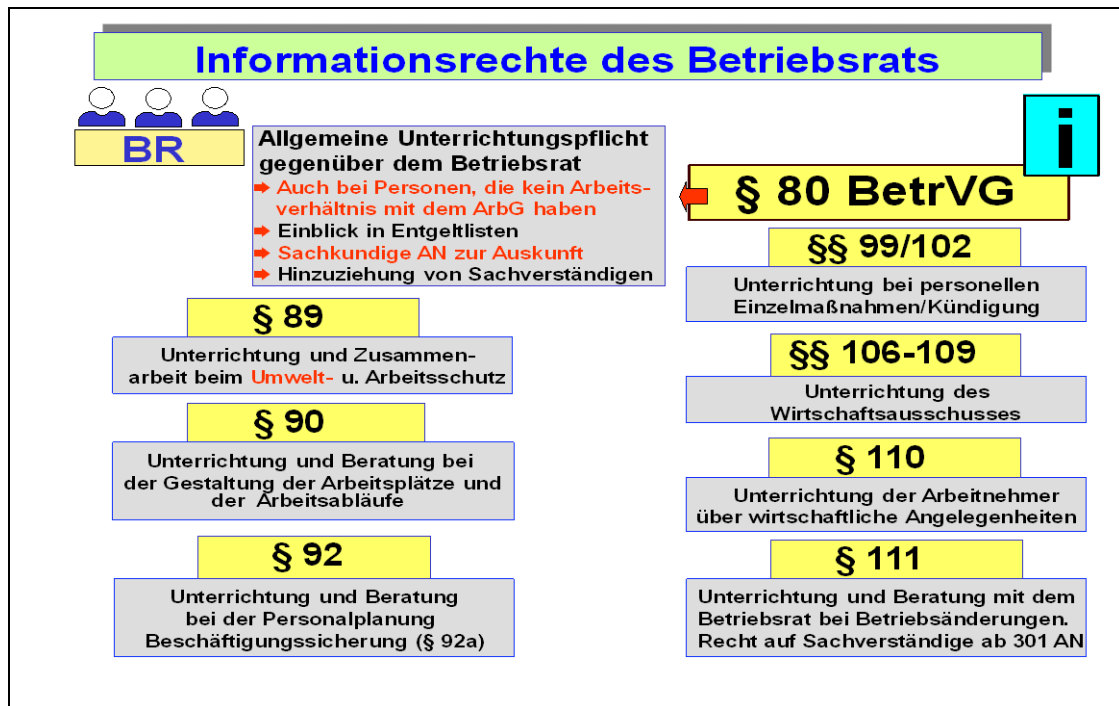 Informationsrechte des Betriebsrats
BR
i
Allgemeine Unterrichtungspflicht
gegenüber dem Betriebsrat
Auch bei Personen, die kein Arbeits-
verhältnis mit dem ArbG haben
Einblick in Entgeltlisten
Sachkundige AN zur Auskunft
Hinzuziehung von Sachverständigen
§ 80 BetrVG
§ 89
Unterrichtung und Zusammen-
arbeit beim Umwelt- u. Arbeitsschutz
§ 90
Unterrichtung und Beratung bei
der Gestaltung der Arbeitsplätze und
der Arbeitsabläufe
§ 92
Unterrichtung und Beratung
bei der Personalplanung
Beschäftigungssicherung (§ 92a)
§§ 99/102
Unterrichtung bei personellen
Einzelmaßnahmen/Kündigung
§§ 106-109
Unterrichtung des
Wirtschaftsausschusses
§ 110
Unterrichtung der Arbeitnehmer
über wirtschaftliche Angelegenheiten
§ 111
Unterrichtung und Beratung mit dem
Betriebsrat bei Betriebsänderungen.
Recht auf Sachverständige ab 301 AN